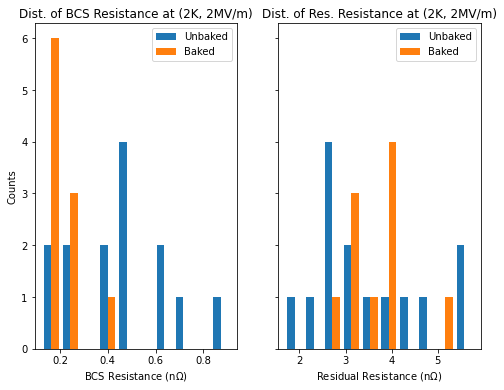 Dist. of BCS Resistance at (2K, 2MV/m)
Dist. of Res. Resistance at (2K, 2MV/m)
Unbaked
Baked
Unbaked
Baked
Counts
6
5
4
3
2
1
0
0.2 0.4 0.6 0.8
2 3 4 5
BCS Resistance (nΩ)
Residual Resistance (nΩ)